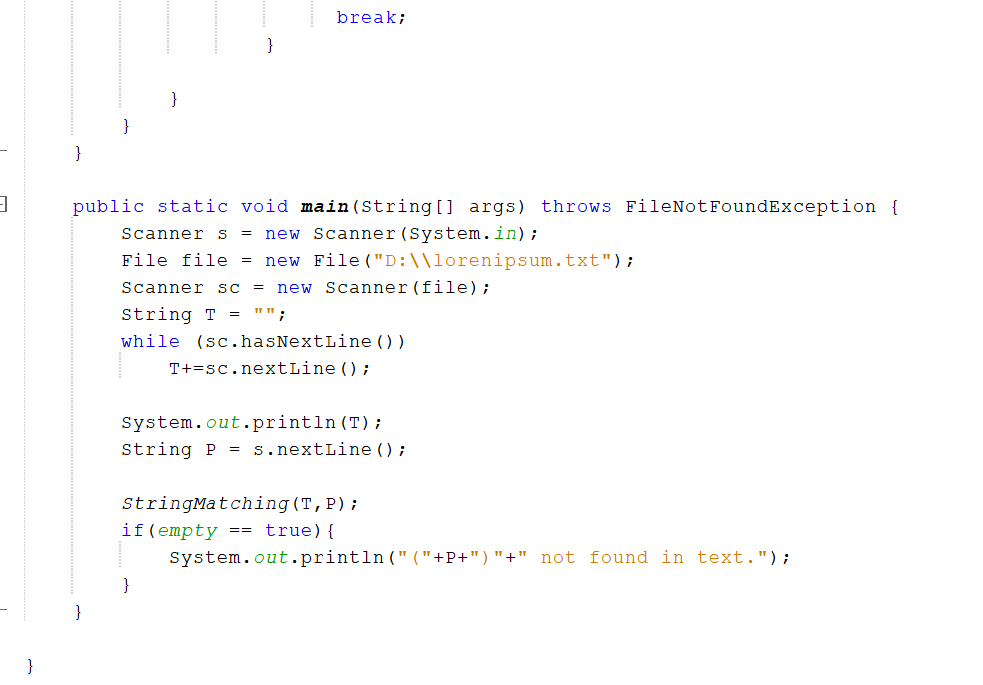 break;
}
}
}
}
public static void main(String[] args) throws FileNotFoundException {
Scanner s = new Scanner(System.in);
File file = new File("D:\\lorenipsum.txt");
Scanner sc = new Scanner(file);
String T = "";
while (sc.hasNextLine())
T+=sc.nextLine();
System.out.println(T);
String P = s.nextLine();
StringMatching(T,P);
if(empty == true){
System.out.println("("+P+")"+" not found in text.");
}
}
}